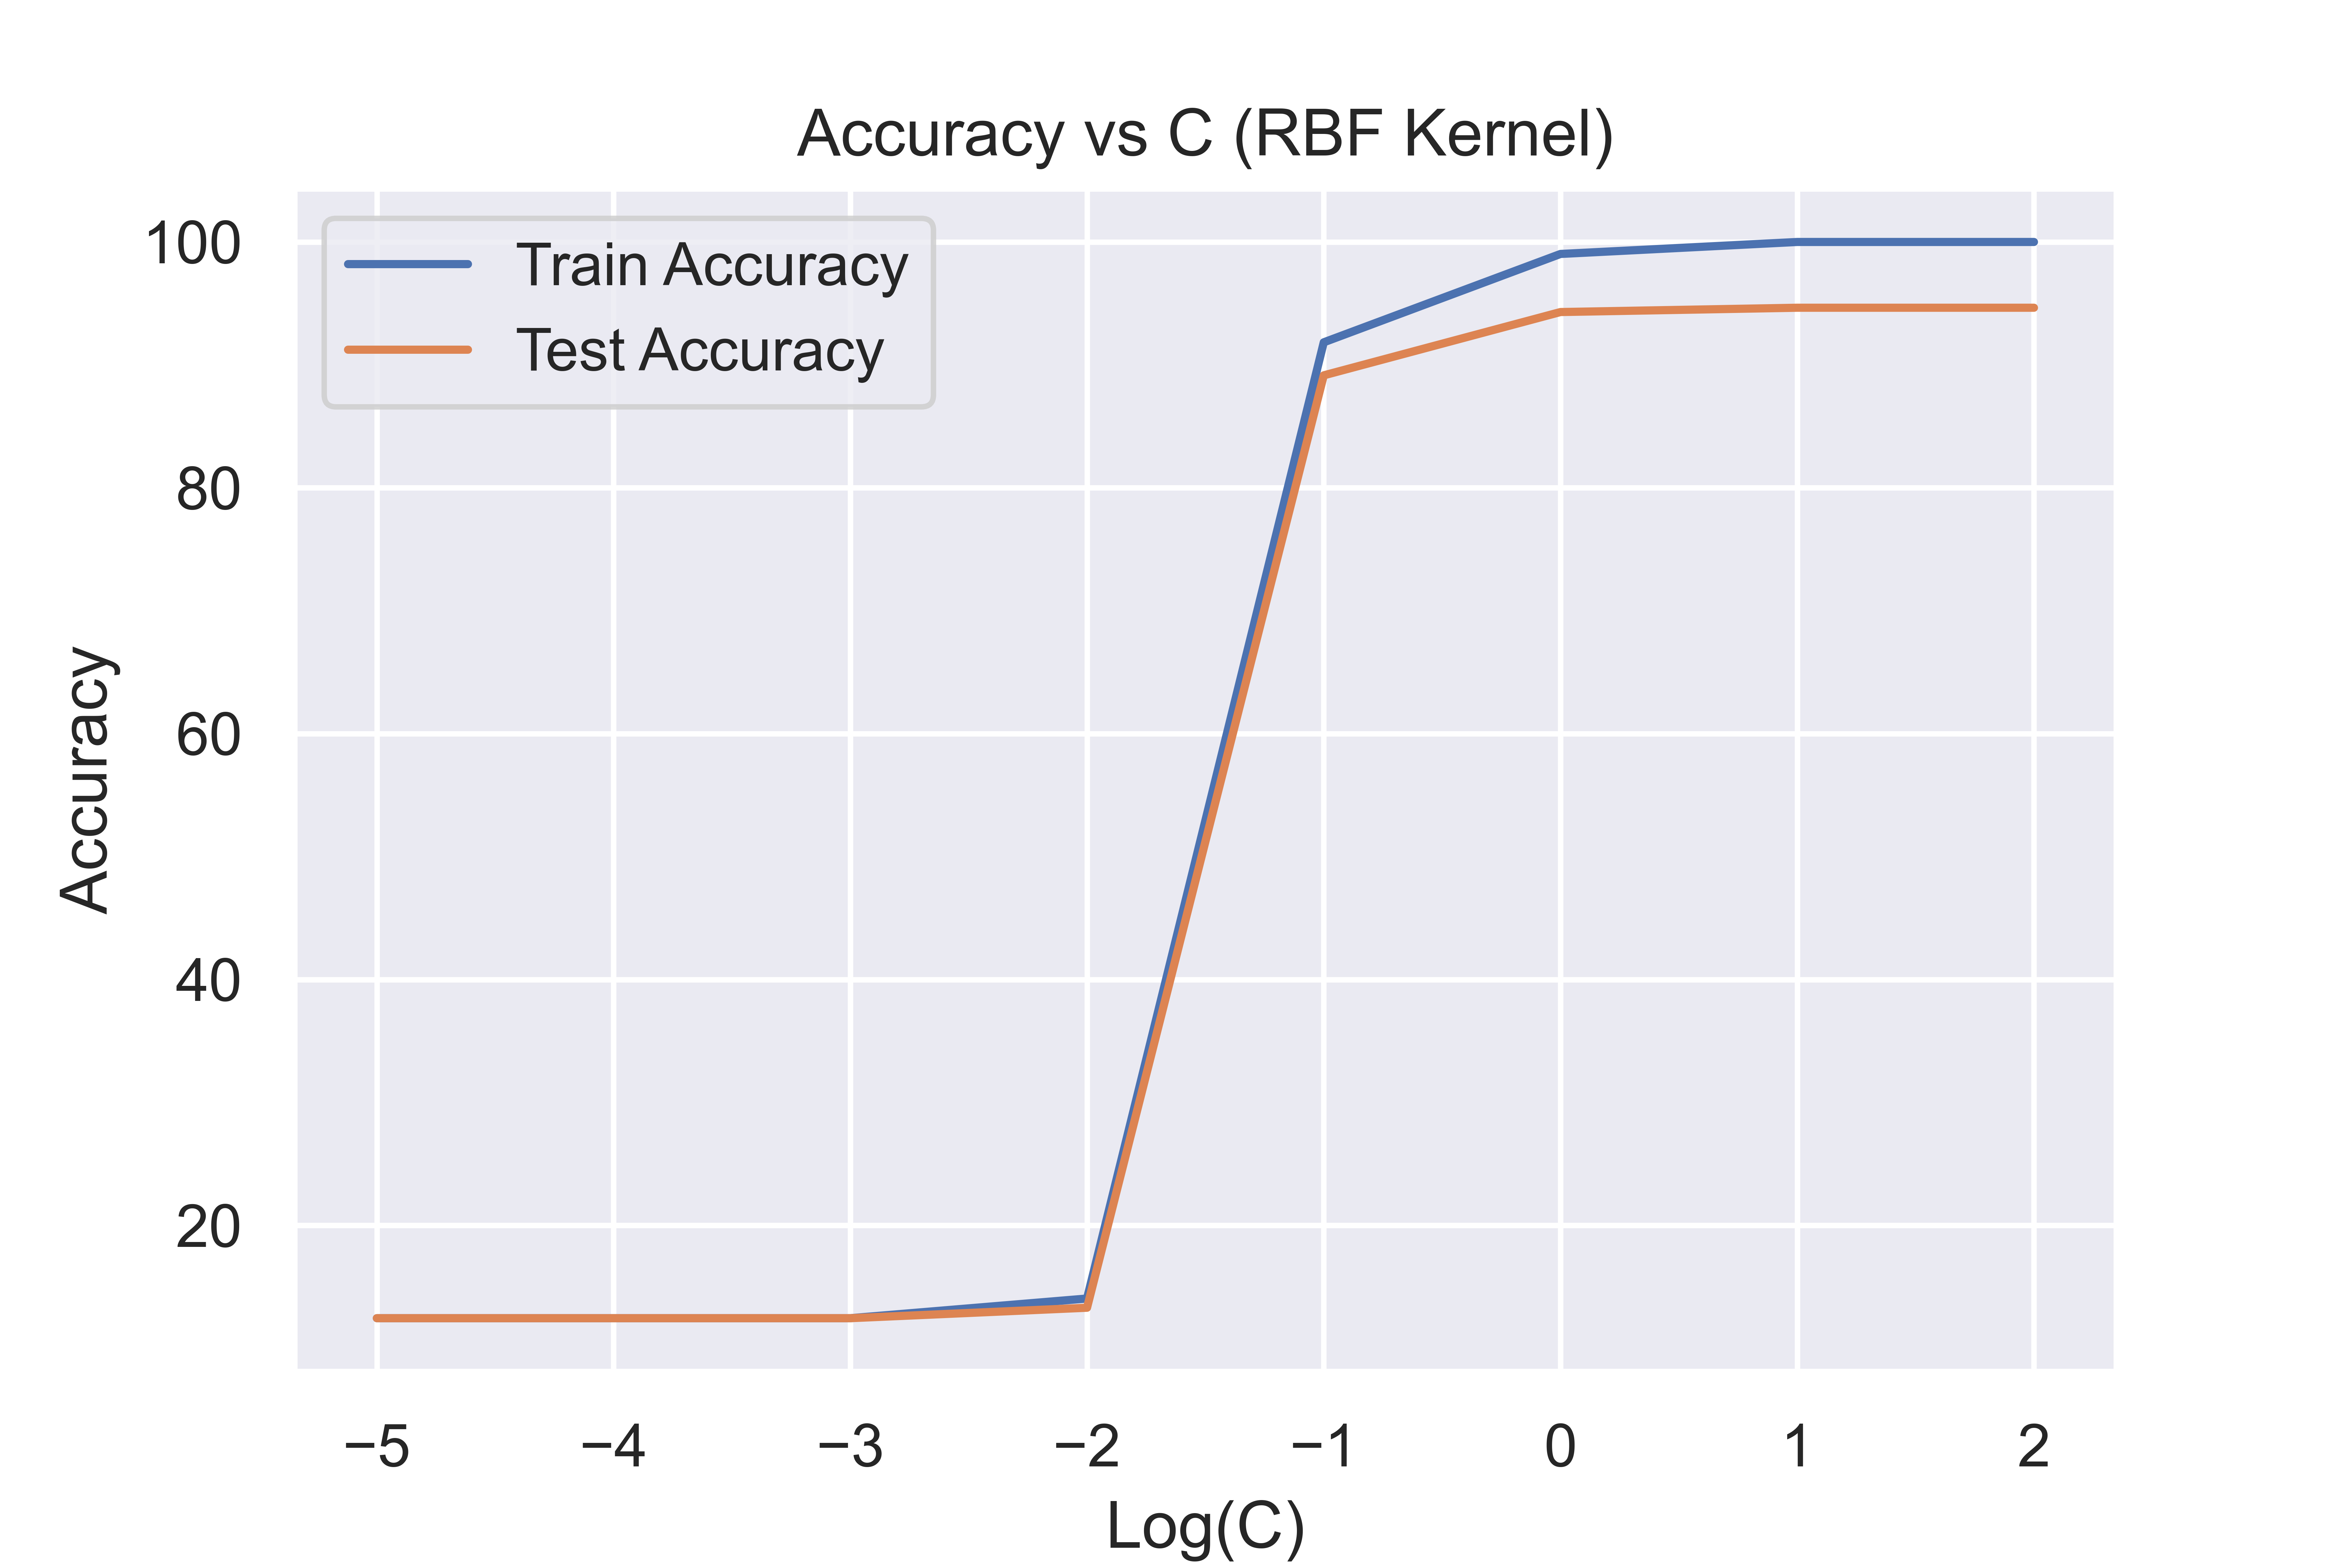 Accuracy vs C (RBF Kernel)
Train Accuracy
Test Accuracy
100
80
60
40
20
Accuracy
−5 −4 −3 −2 −1 0 1 2
Log(C)